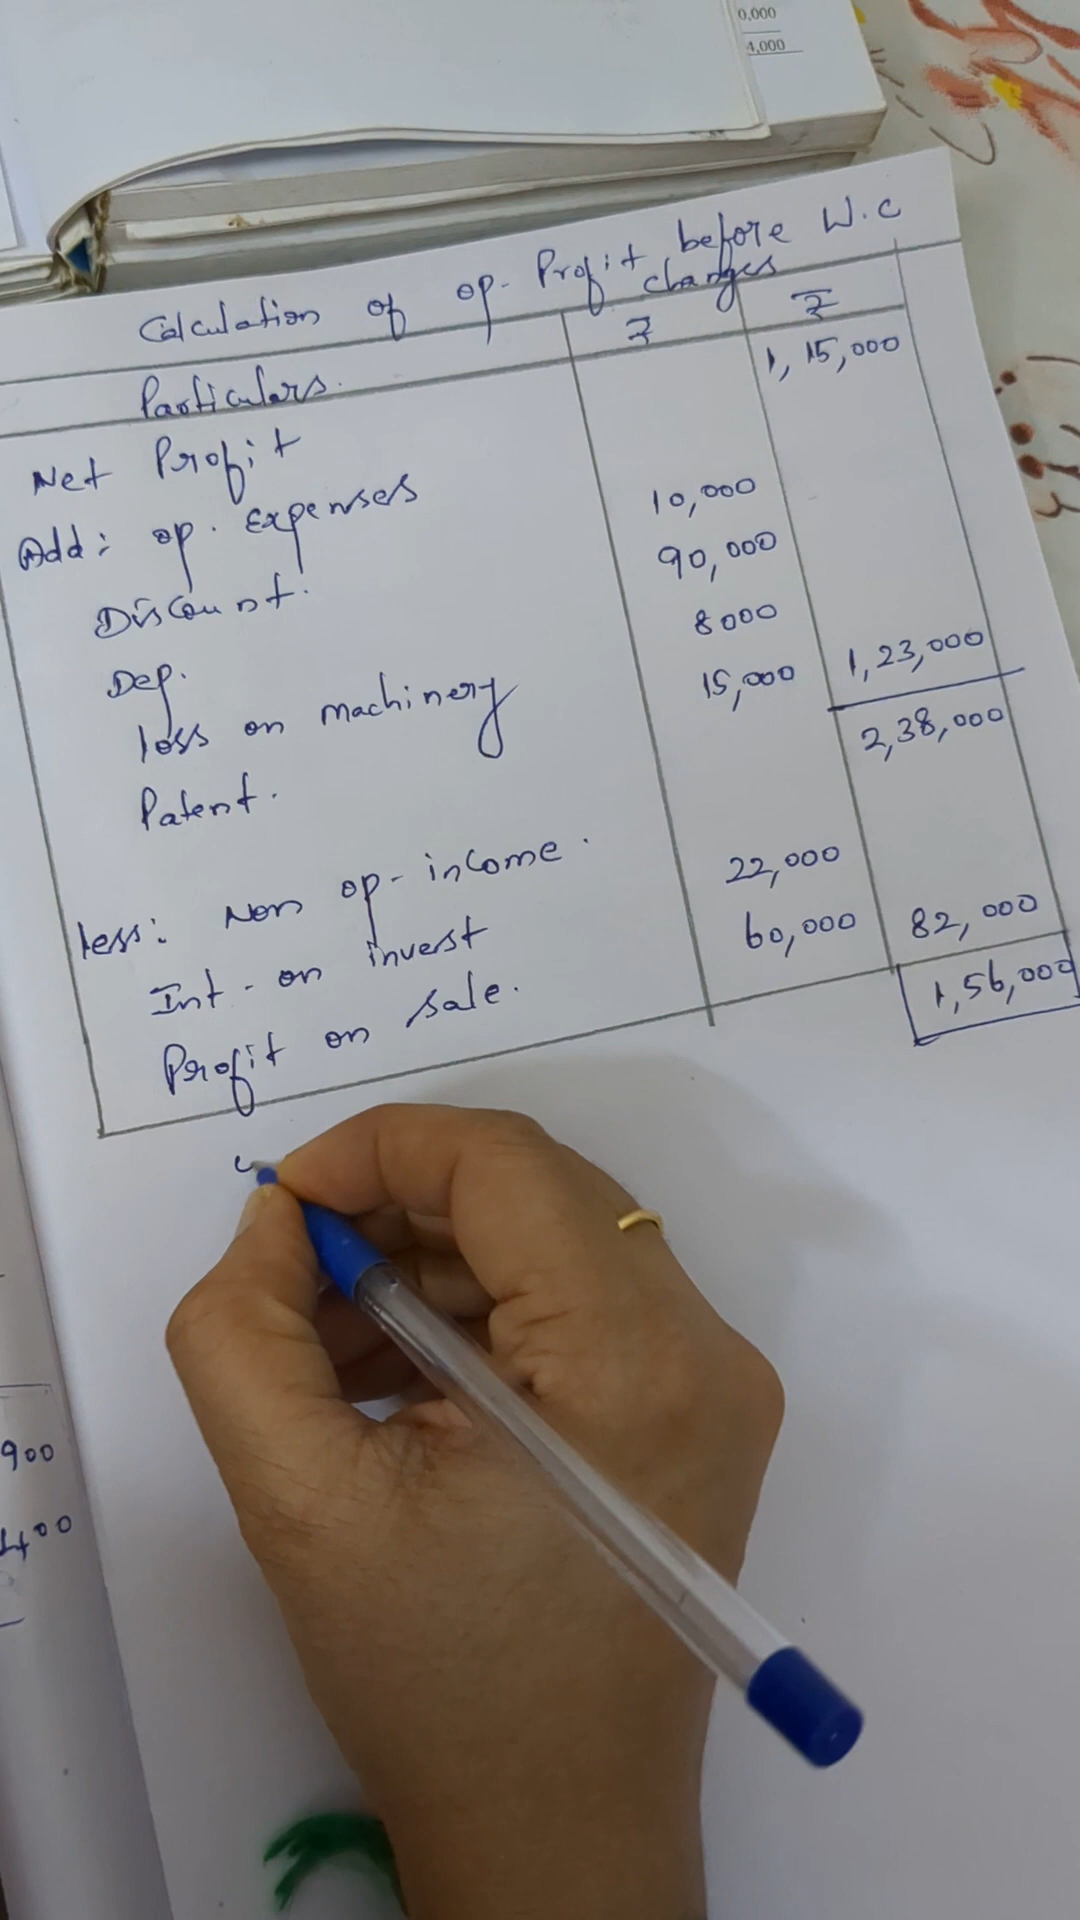 0,000
4,000
Calculation of op- Profit before W.C
changes
Particulars. ₹ ₹
Net Profit 1,15,000
Add: op. Expenses
Discount. 10,000
Dep. 90,000
loss on machinery 8000
Patent. 15,000 1,23,000
2,38,000
less: Non op- income.
Int - on invest 22,000
Profit on sale. 60,000 82,000
1,56,000
900
400